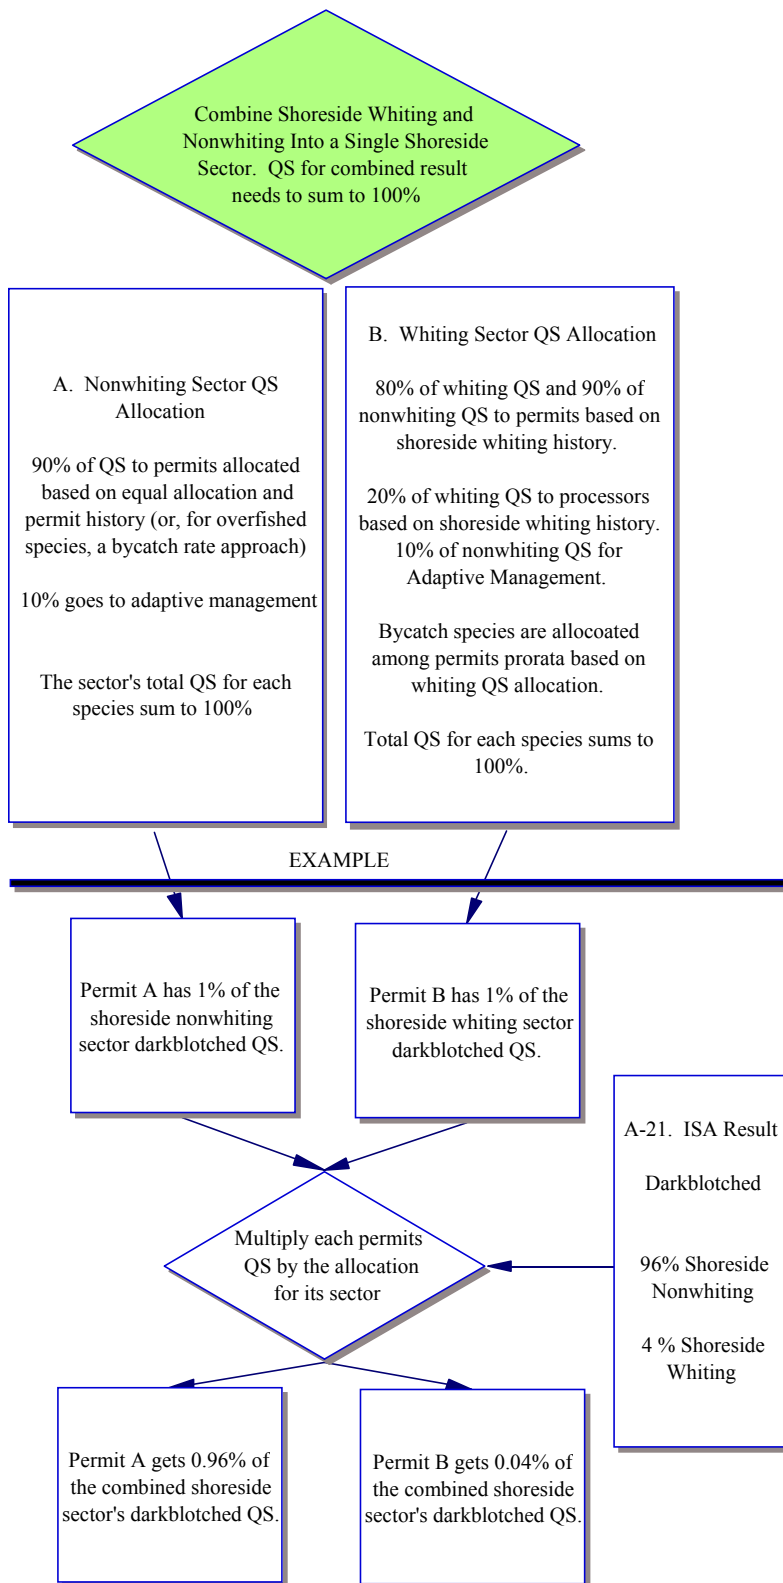 Combine Shoreside Whiting and
Nonwhiting Into a Single Shoreside
Sector. QS for combined result
needs to sum to 100%
A. Nonwhiting Sector QS
Allocation
90% of QS to permits allocated
based on equal allocation and
permit history (or, for overfished
species, a bycatch rate approach)
10% goes to adaptive management
The sector's total QS for each
species sum to 100%
B. Whiting Sector QS Allocation
80% of whiting QS and 90% of
nonwhiting QS to permits based on
shoreside whiting history.
20% of whiting QS to processors
based on shoreside whiting history.
10% of nonwhiting QS for
Adaptive Management.
Bycatch species are allocoated
among permits prorata based on
whiting QS allocation.
Total QS for each species sums to
100%.
EXAMPLE
Permit A has 1% of the
shoreside nonwhiting
sector darkblotched QS.
Permit B has 1% of the
shoreside whiting sector
darkblotched QS.
A-21. ISA Result
Darkblotched
96% Shoreside
Nonwhiting
4 % Shoreside
Whiting
Multiply each permits
QS by the allocation
for its sector
Permit A gets 0.96% of
the combined shoreside
sector's darkblotched QS.
Permit B gets 0.04% of
the combined shoreside
sector's darkblotched QS.